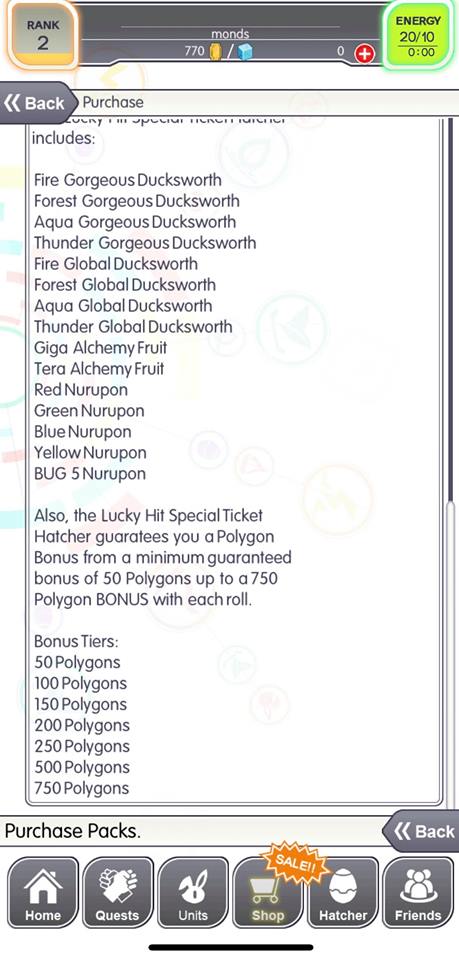 RANK
2
monds
770 / 0
ENERGY
20/10
0:00
Back
Purchase
Lucky Hit Special Ticket Hatcher
includes:
Fire Gorgeous Ducksworth
Forest Gorgeous Ducksworth
Aqua Gorgeous Ducksworth
Thunder Gorgeous Ducksworth
Fire Global Ducksworth
Forest Global Ducksworth
Aqua Global Ducksworth
Thunder Global Ducksworth
Giga Alchemy Fruit
Tera Alchemy Fruit
Red Nurupon
Green Nurupon
Blue Nurupon
Yellow Nurupon
BUG 5 Nurupon
Also, the Lucky Hit Special Ticket
Hatcher guaratees you a Polygon
Bonus from a minimum guaranteed
bonus of 50 Polygons up to a 750
Polygon BONUS with each roll.
Bonus Tiers:
50 Polygons
100 Polygons
150 Polygons
200 Polygons
250 Polygons
500 Polygons
750 Polygons
Purchase Packs.
Back
SALE!!
Home
Quests
Units
Shop
Hatcher
Friends